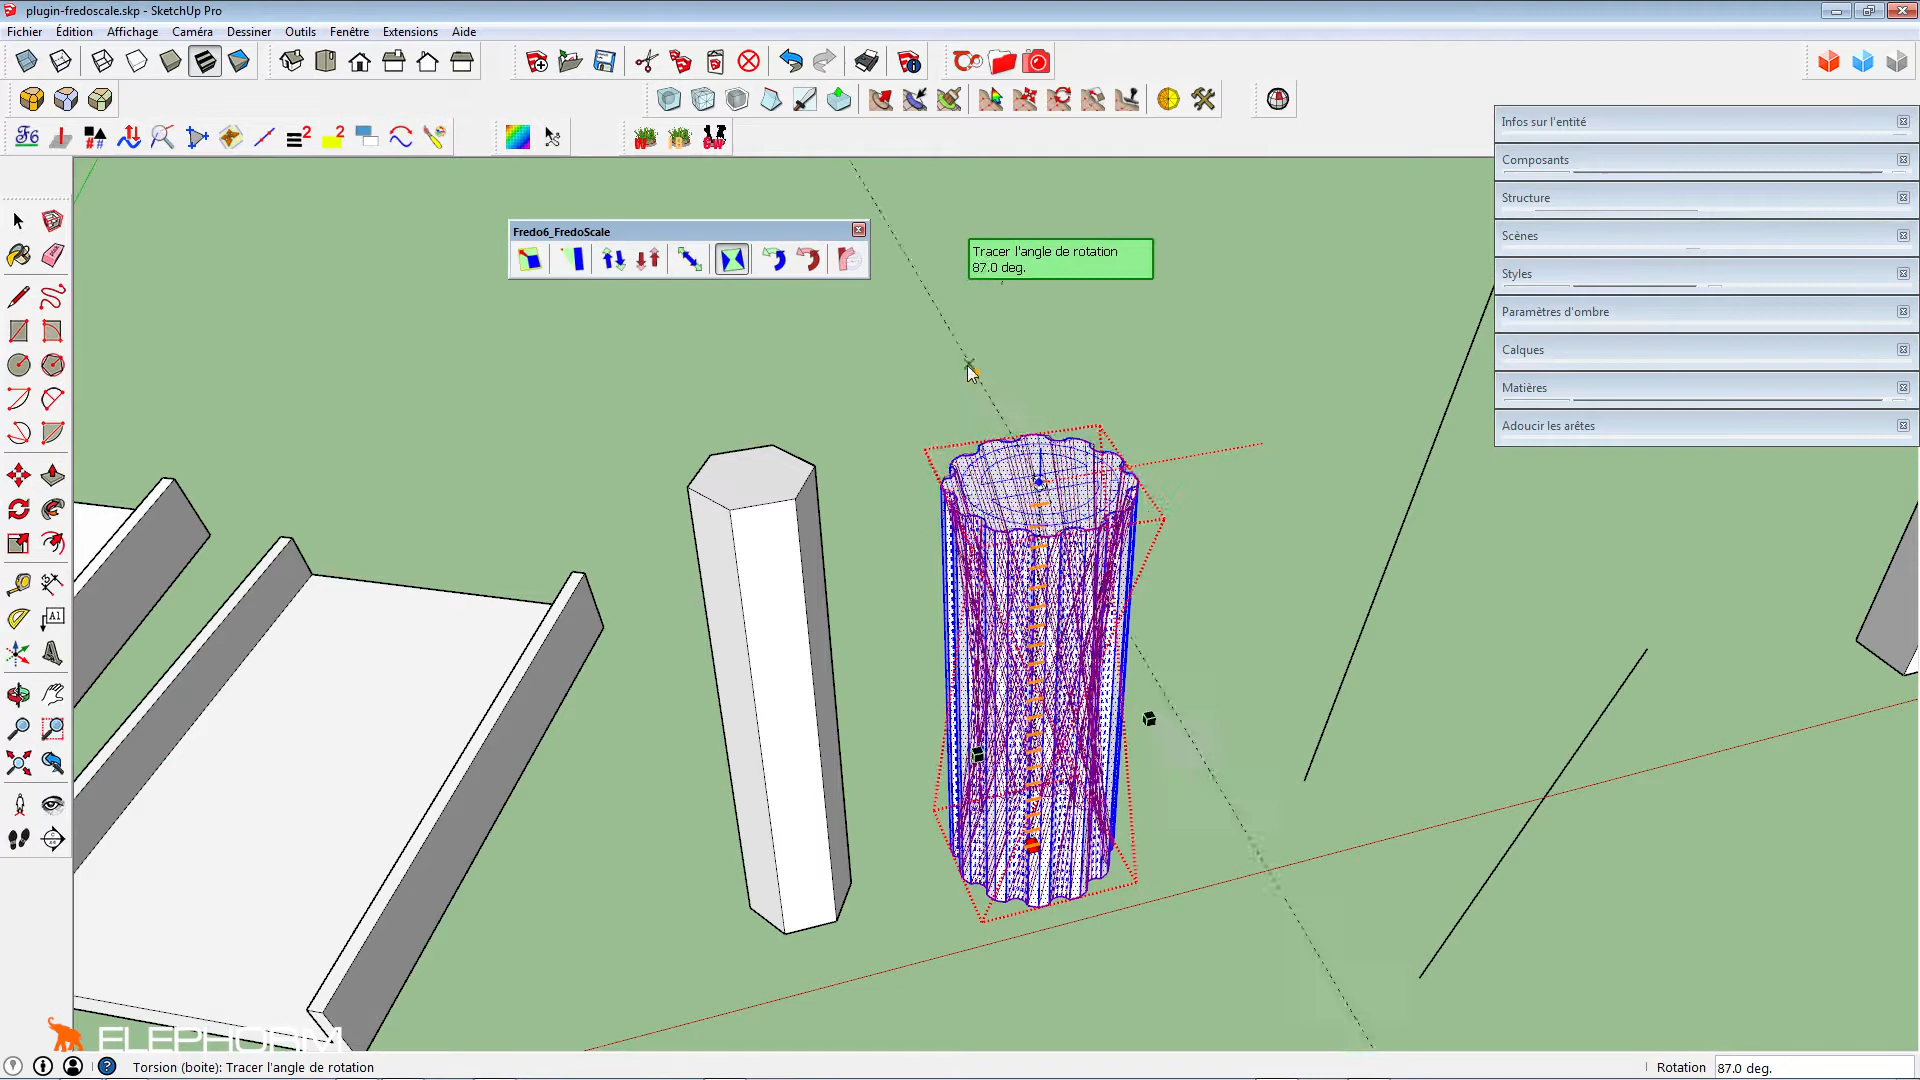 plugin-fredoscale.skp - SketchUp Pro
Fichier Édition Affichage Caméra Dessiner Outils Fenêtre Extensions Aide
Infos sur l'entité
Composants
Structure
Scènes
Styles
Paramètres d'ombre
Calques
Matières
Adoucir les arêtes
Fredo6_FredoScale
Tracer l'angle de rotation
87.0 deg.
ELEPHORM
Torsion (boite): Tracer l'angle de rotation
Rotation 87.0 deg.